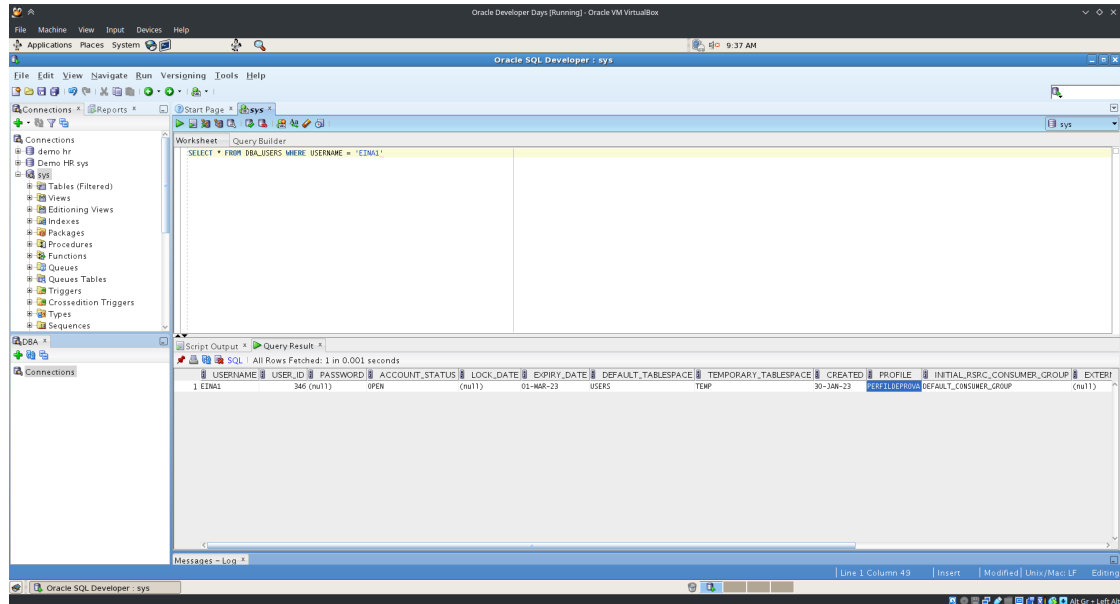 Oracle Developer Days [Running] - Oracle VM VirtualBox
File Machine View Input Devices Help
Applications Places System 9:37 AM
Oracle SQL Developer : sys
File Edit View Navigate Run Versioning Tools Help
Connections Reports Start Page sys
sys
Connections
Worksheet Query Builder
demo hr
SELECT * FROM DBA_USERS WHERE USERNAME = 'EINA1'
Demo HR sys
sys
Tables (Filtered)
Views
Editioning Views
Indexes
Packages
Procedures
Functions
Queues
Queues Tables
Triggers
Crossedition Triggers
Types
Sequences
DBA
Script Output Query Result
SQL | All Rows Fetched: 1 in 0.001 seconds
Connections
USERNAME USER_ID PASSWORD ACCOUNT_STATUS LOCK_DATE EXPIRY_DATE DEFAULT_TABLESPACE TEMPORARY_TABLESPACE CREATED PROFILE INITIAL_RSRC_CONSUMER_GROUP EXTERN
1 EINA1 346 (null) OPEN (null) 01-MAR-23 USERS TEMP 30-JAN-23 PERFILDEPROVA DEFAULT_CONSUMER_GROUP (null)
Messages - Log
Line 1 Column 49 Insert Modified Unix/Mac: LF Editing
Oracle SQL Developer : sys
Alt Gr + Left Alt